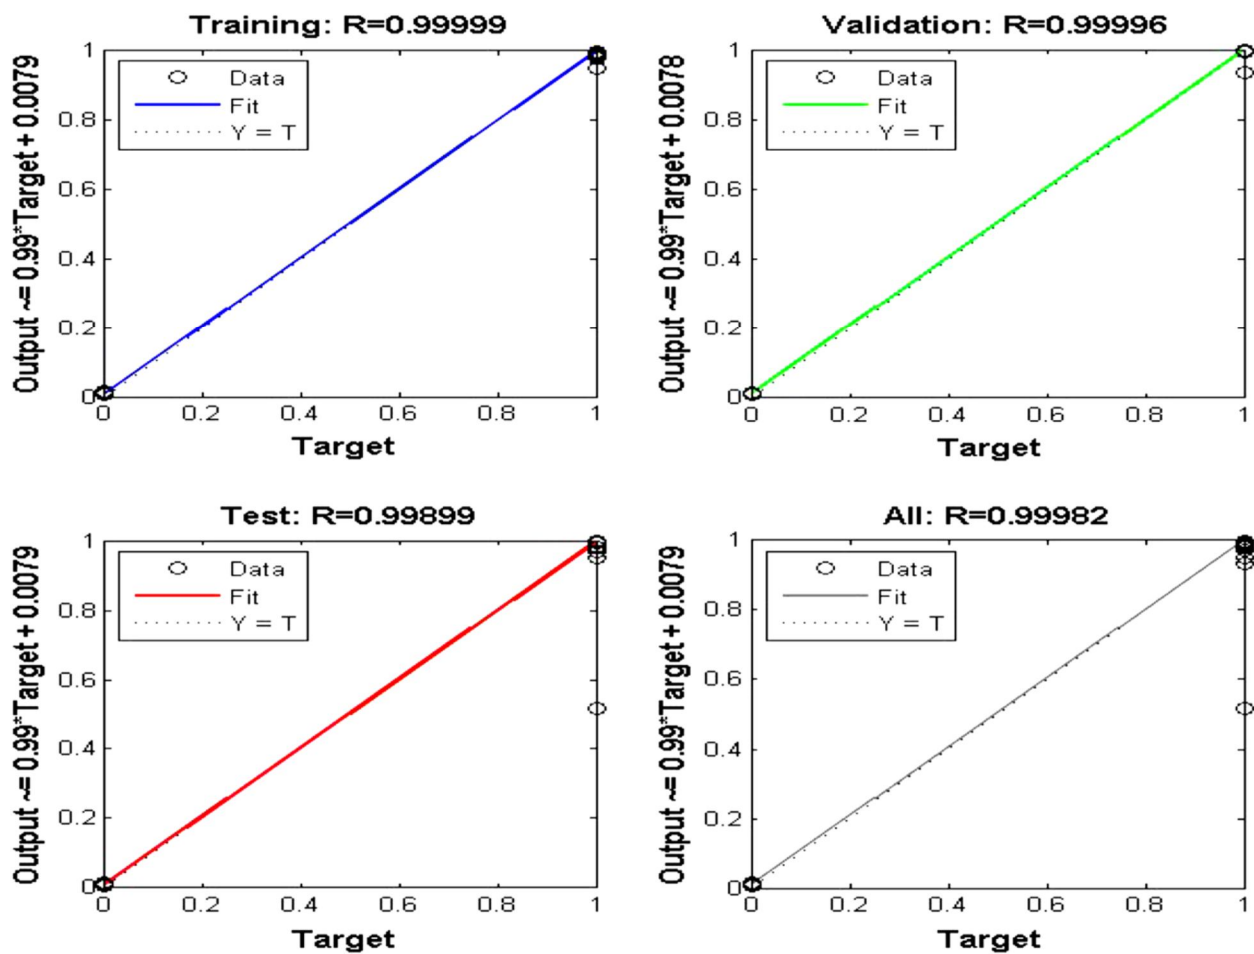 Training: R=0.99999
Output ~= 0.99*Target + 0.0079
1
0.8
0.6
0.4
0.2
0
Data
Fit
Y = T
0 0.2 0.4 0.6 0.8 1
Target
Validation: R=0.99996
Output ~= 0.99*Target + 0.0078
1
0.8
0.6
0.4
0.2
0
Data
Fit
Y = T
0 0.2 0.4 0.6 0.8 1
Target
Test: R=0.99899
Output ~= 0.99*Target + 0.0079
1
0.8
0.6
0.4
0.2
0
Data
Fit
Y = T
0 0.2 0.4 0.6 0.8 1
Target
All: R=0.99982
Output ~= 0.99*Target + 0.0079
1
0.8
0.6
0.4
0.2
0
Data
Fit
Y = T
0 0.2 0.4 0.6 0.8 1
Target